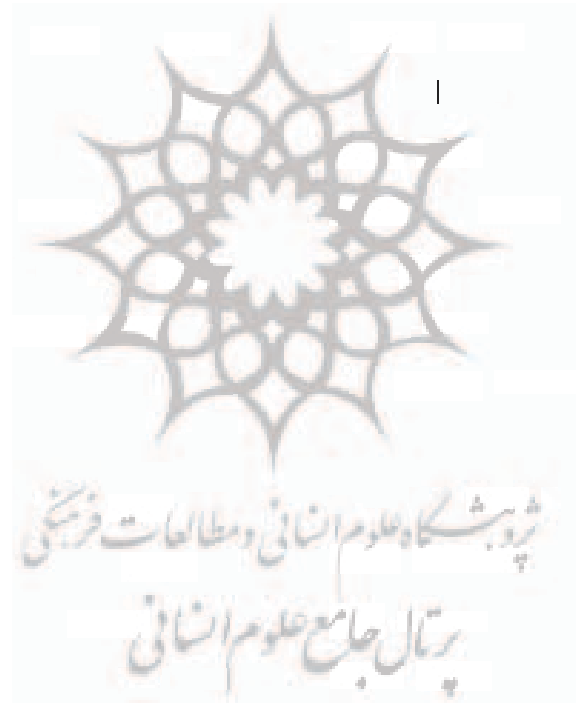 پژوهشگاه علوم انسانی و مطالعات فرهنگی
پرتال جامع علوم انسانی